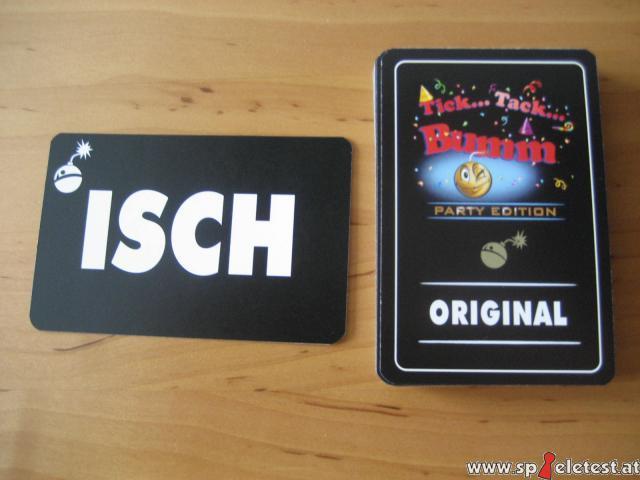 ISCH
Tick... Tack...
Bumm
PARTY EDITION
ORIGINAL
www.spieletest.at